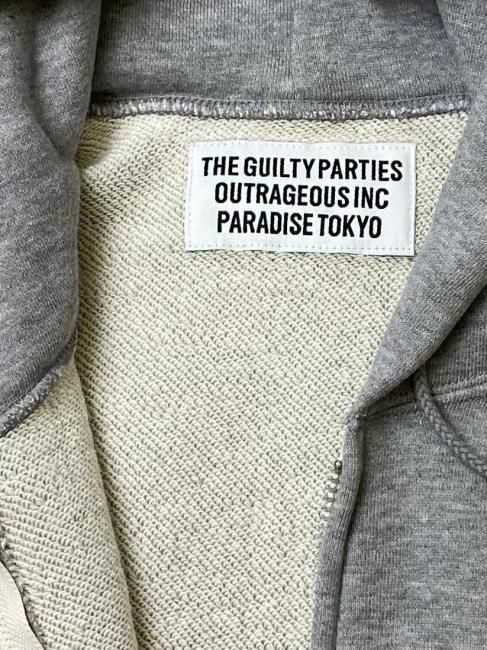 THE GUILTY PARTIES
OUTRAGEOUS INC
PARADISE TOKYO